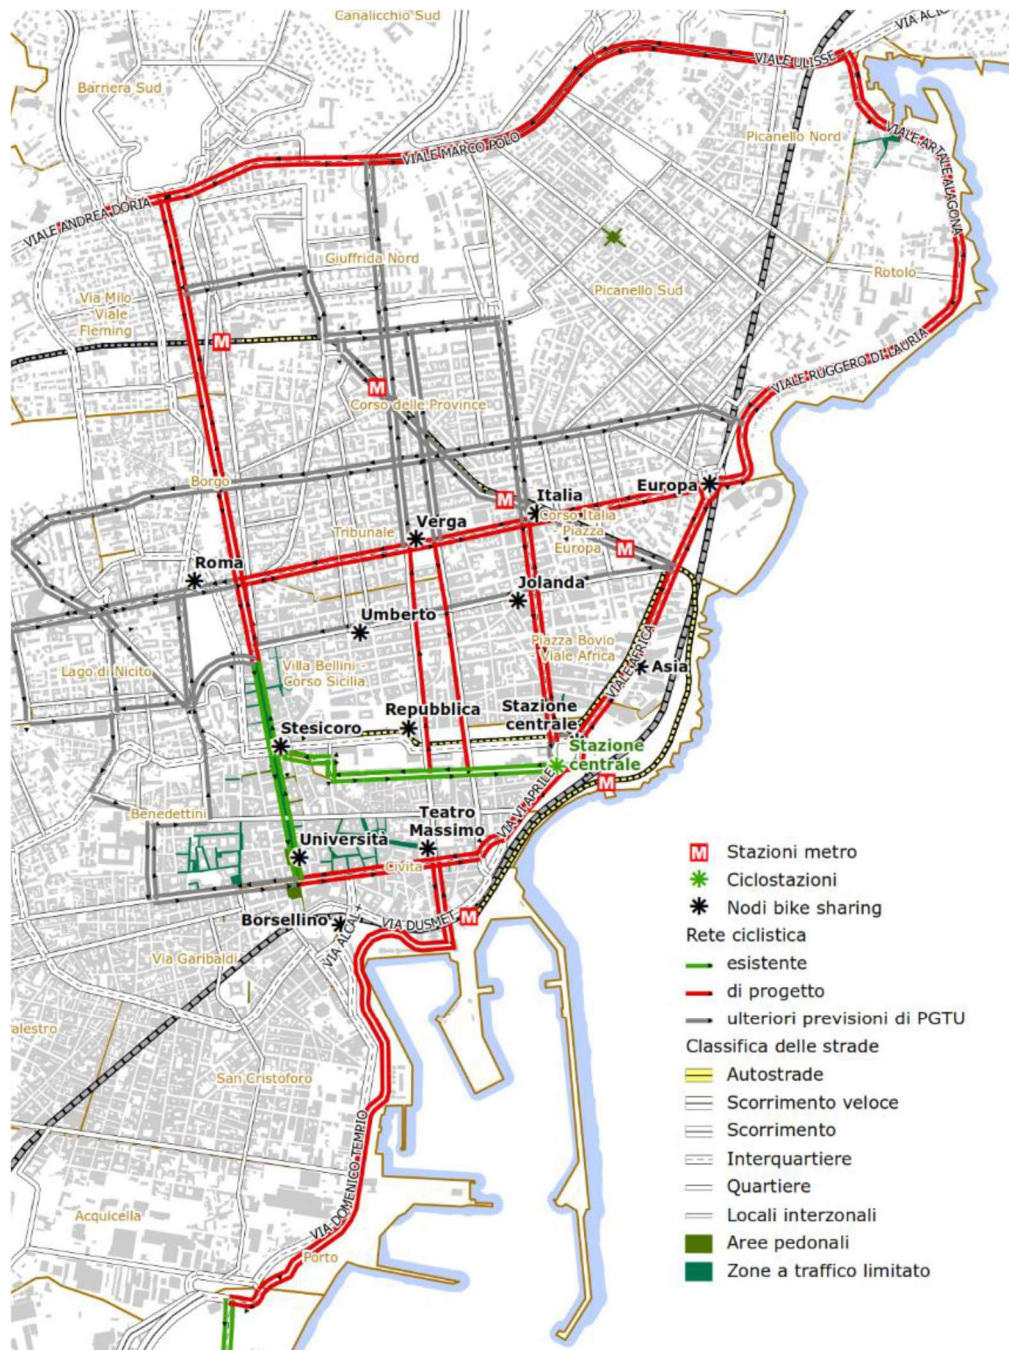 Canalicchio Sud
VIA ACIC
Barriera Sud
VIALE ULISSE
Picanello Nord
VIALE ARTALE ALAGONA
VIALE MARCO POLO
VIALE ANDREA DORIA
Giuffrida Nord
Rotolo
Picanello Sud
Via Milo
Viale
Fleming
M
VIALE RUGGERO DI LAURIA
M
Corso delle Province
Borgo
Europa
M
Italia
Corso Italia
- Piazza
Europa
Verga
Tribunale
M
Roma
Jolanda
Umberto
Piazza Bovio
Viale Africa
VIALE AFRICA
Asia
Lago di Nicito
Villa Bellini -
Corso Sicilia
Repubblica
Stazione
centrale
Stesicoro
Stazione
centrale
M
VIA VI APRILE
Benedettini
Teatro
Massimo
Università
Civita
Borsellino
VIA DUSMET
M
VIA ALCAL+
Via Garibaldi
alestro
San Cristoforo
VIA DOMENICO TEMPIO
Acquicella
Porto
M Stazioni metro
Ciclostazioni
Nodi bike sharing
Rete ciclistica
esistente
di progetto
ulteriori previsioni di PGTU
Classifica delle strade
Autostrade
Scorrimento veloce
Scorrimento
Interquartiere
Quartiere
Locali interzonali
Aree pedonali
Zone a traffico limitato